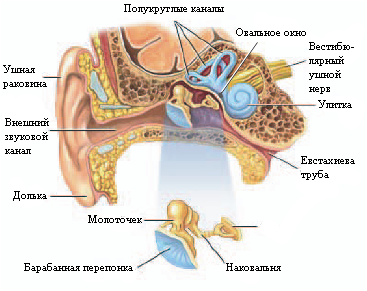 Полукруглые каналы
Овальное окно
Вестибю-
лярный
ушной
нерв
Ушная
раковина
Улитка
Внешний
звуковой
канал
Евстахиева
труба
Долька
Молоточек
Барабанная перепонка
Наковальня